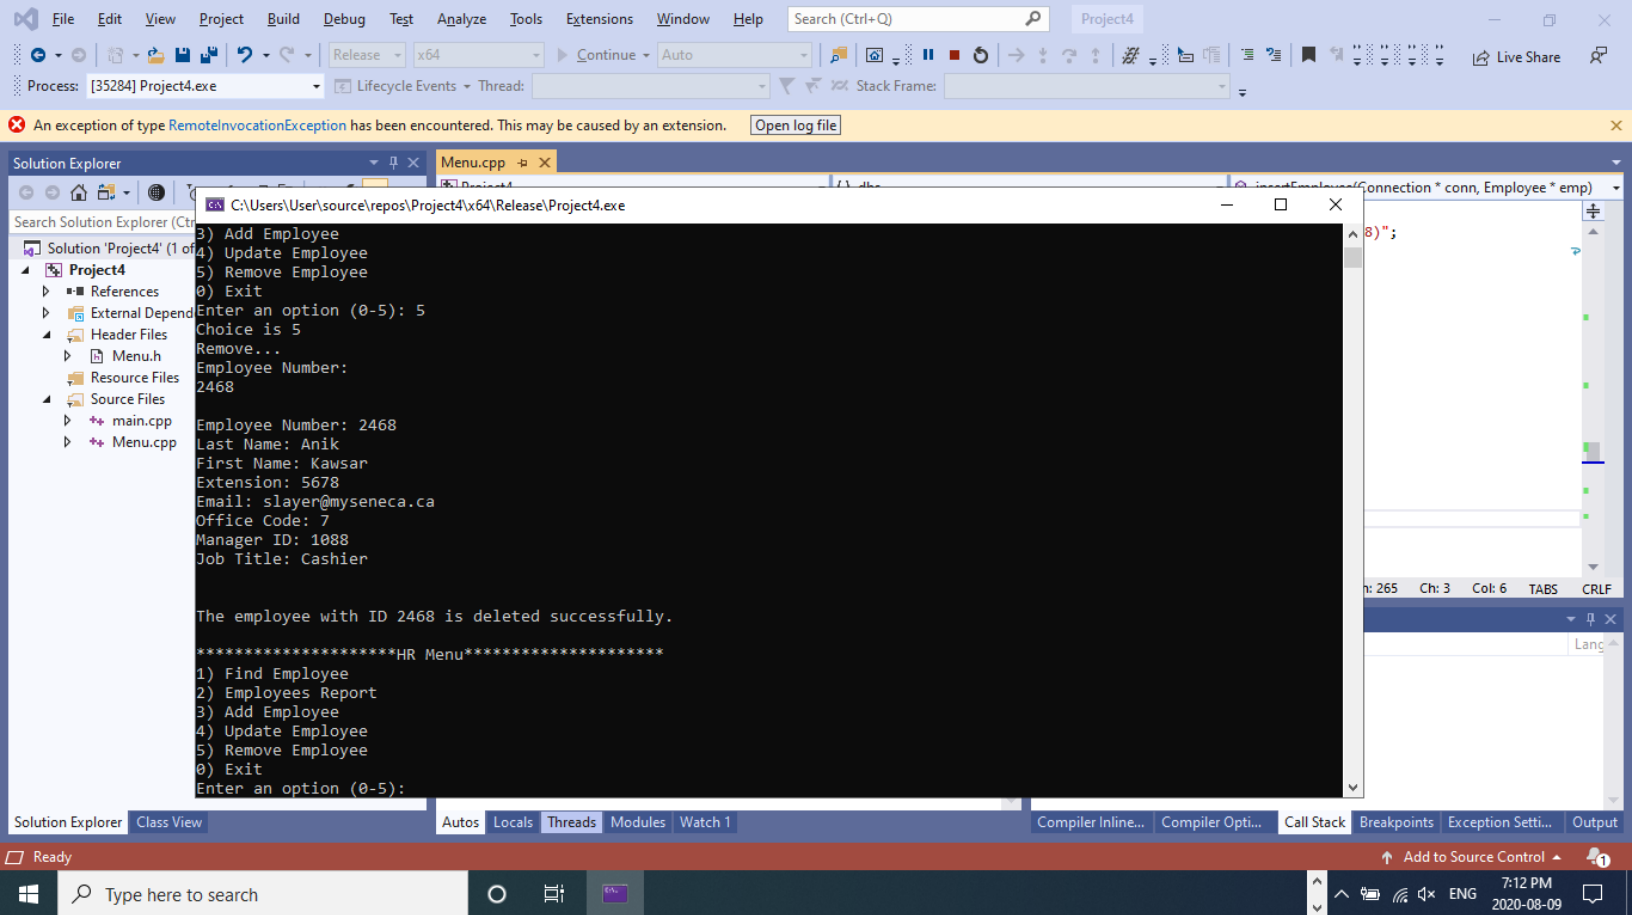 File Edit View Project Build Debug Test Analyze Tools Extensions Window Help Search (Ctrl+Q) Project4
Release x64 Continue Auto Live Share
Process: [35284] Project4.exe Lifecycle Events Thread: Stack Frame:
An exception of type RemoteInvocationException has been encountered. This may be caused by an extension. Open log file
Solution Explorer
Menu.cpp
Search Solution Explorer (Ctr
Solution 'Project4' (1 of
Project4
References
External Depend
Header Files
Menu.h
Resource Files
Source Files
main.cpp
Menu.cpp
Project4 dbs insertEmployee(Connection * conn, Employee * emp)
8)";
C:\Users\User\source\repos\Project4\x64\Release\Project4.exe
3) Add Employee
4) Update Employee
5) Remove Employee
0) Exit
Enter an option (0-5): 5
Choice is 5
Remove...
Employee Number:
2468
Employee Number: 2468
Last Name: Anik
First Name: Kawsar
Extension: 5678
Email: slayer@myseneca.ca
Office Code: 7
Manager ID: 1088
Job Title: Cashier
The employee with ID 2468 is deleted successfully.
*********************HR Menu*********************
1) Find Employee
2) Employees Report
3) Add Employee
4) Update Employee
5) Remove Employee
0) Exit
Enter an option (0-5):
n: 265 Ch: 3 Col: 6 TABS CRLF
Lang
Solution Explorer Class View
Autos Locals Threads Modules Watch 1
Compiler Inline... Compiler Opti... Call Stack Breakpoints Exception Setti... Output
Ready
Add to Source Control 1
Type here to search
ENG
7:12 PM
2020-08-09